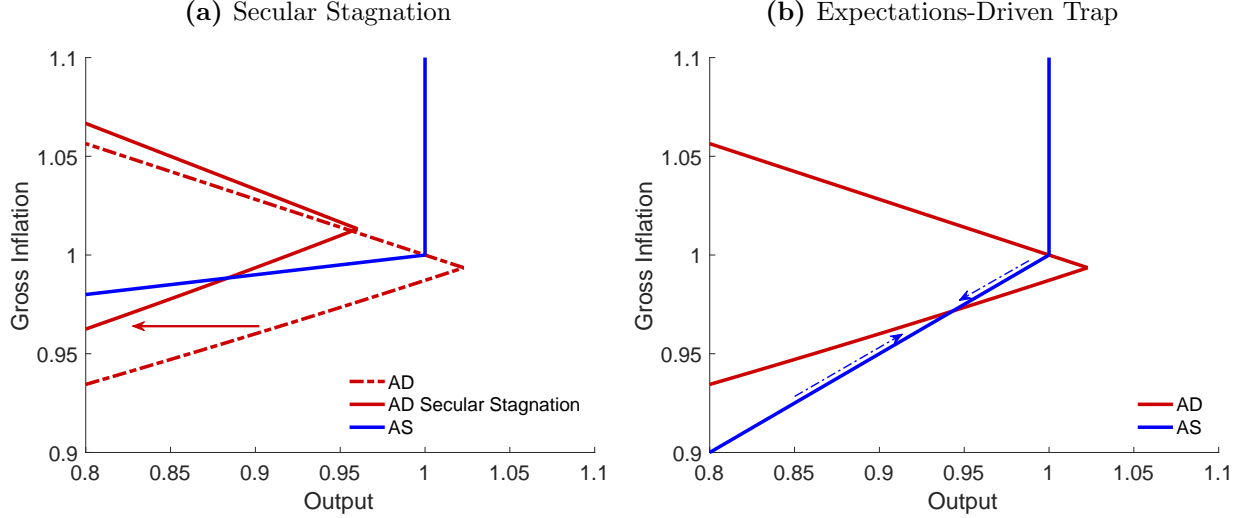 (a) Secular Stagnation
1.1
1.05
1
0.95
0.9
0.8
0.85
0.9
0.95
1
1.05
1.1
Gross Inflation
Output
AD
AD Secular Stagnation
AS
(b) Expectations-Driven Trap
1.1
1.05
1
0.95
0.9
0.8
0.85
0.9
0.95
1
1.05
1.1
Gross Inflation
Output
AD
AS